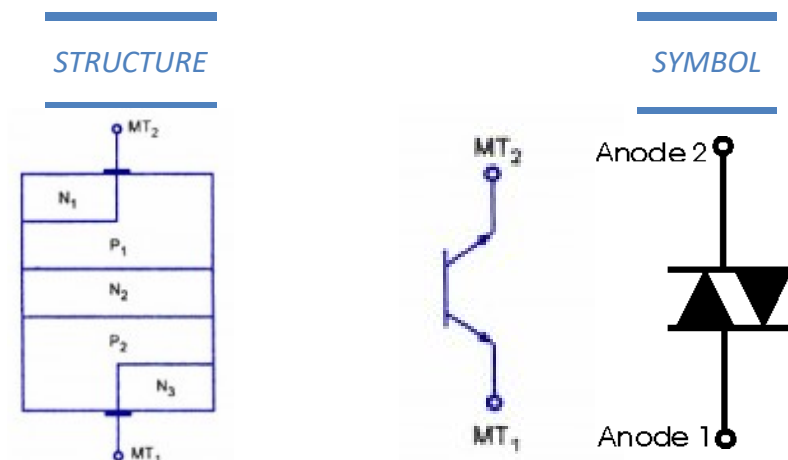 STRUCTURE
SYMBOL
MT₂
N₁
P₁
N₂
P₂
N₃
MT₁
MT₂
MT₁
Anode 2
Anode 1